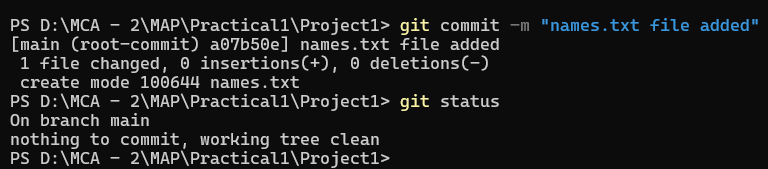 PS D:\MCA - 2\MAP\Practical1\Project1> git commit -m "names.txt file added"
[main (root-commit) a07b50e] names.txt file added
 1 file changed, 0 insertions(+), 0 deletions(-)
 create mode 100644 names.txt
PS D:\MCA - 2\MAP\Practical1\Project1> git status
On branch main
nothing to commit, working tree clean
PS D:\MCA - 2\MAP\Practical1\Project1>